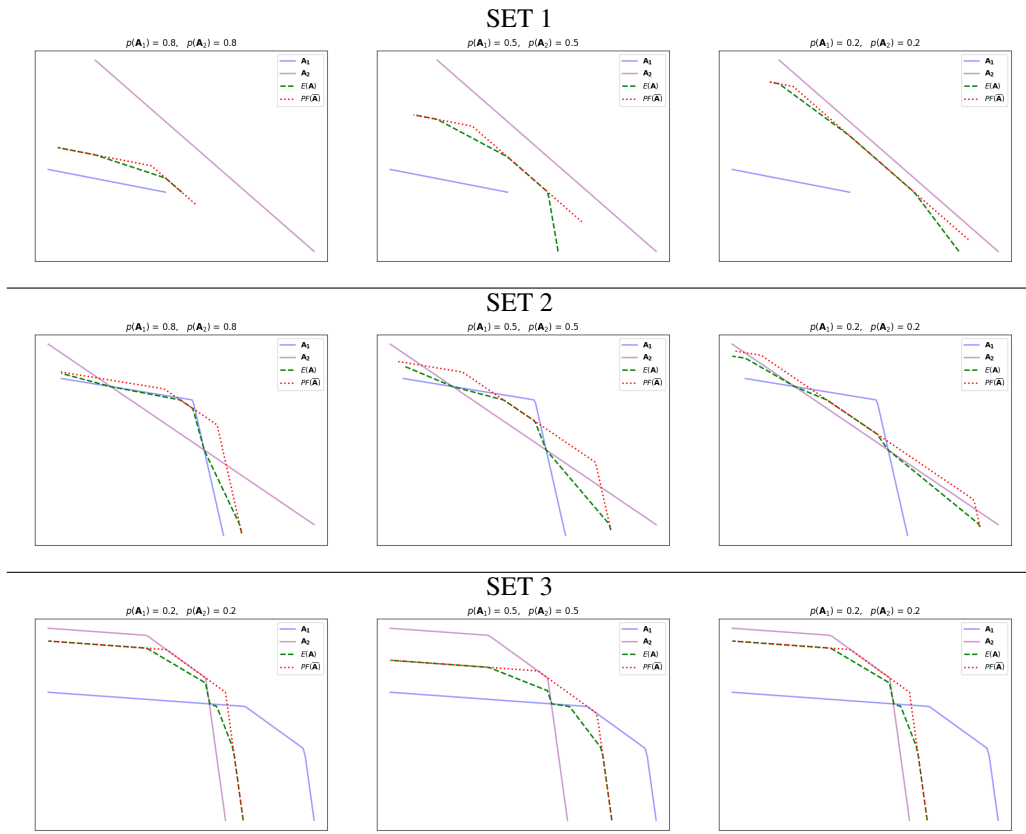 SET 1
p(A₁) = 0.8,   p(A₂) = 0.8
A₁
A₂
E(A)
PF(A̅)
p(A₁) = 0.5,   p(A₂) = 0.5
A₁
A₂
E(A)
PF(A̅)
p(A₁) = 0.2,   p(A₂) = 0.2
A₁
A₂
E(A)
PF(A̅)
SET 2
p(A₁) = 0.8,   p(A₂) = 0.8
A₁
A₂
E(A)
PF(A̅)
p(A₁) = 0.5,   p(A₂) = 0.5
A₁
A₂
E(A)
PF(A̅)
p(A₁) = 0.2,   p(A₂) = 0.2
A₁
A₂
E(A)
PF(A̅)
SET 3
p(A₁) = 0.2,   p(A₂) = 0.2
A₁
A₂
E(A)
PF(A̅)
p(A₁) = 0.5,   p(A₂) = 0.5
A₁
A₂
E(A)
PF(A̅)
p(A₁) = 0.2,   p(A₂) = 0.2
A₁
A₂
E(A)
PF(A̅)